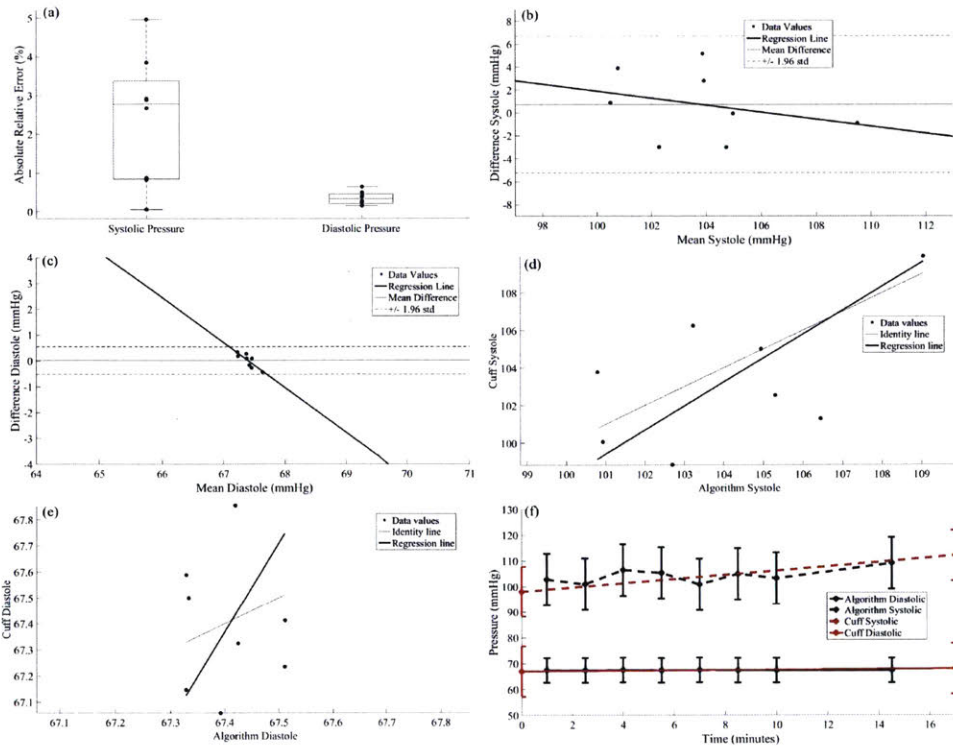 (a)
Absolute Relative Error (%)
5
4
3
2
1
0
Systolic Pressure
Diastolic Pressure
(b)
Difference Systole (mmHg)
8
6
4
2
0
-2
-4
-6
-8
98
100
102
104
106
108
110
112
Mean Systole (mmHg)
Data Values
Regression Line
Mean Difference
+/- 1.96 std
(c)
Difference Diastole (mmHg)
4
3
2
1
0
-1
-2
-3
-4
64
65
66
67
68
69
70
71
Mean Diastole (mmHg)
Data Values
Regression Line
Mean Difference
+/- 1.96 std
(d)
Cuff Systole
108
106
104
102
100
99
100
101
102
103
104
105
106
107
108
109
Algorithm Systole
Data values
Identity line
Regression line
(e)
Cuff Diastole
67.8
67.7
67.6
67.5
67.4
67.3
67.2
67.1
67.1
67.2
67.3
67.4
67.5
67.6
67.7
67.8
Algorithm Diastole
Data values
Identity line
Regression line
(f)
Pressure (mmHg)
130
120
110
100
90
80
70
60
50
0
2
4
6
8
10
12
14
16
Time (minutes)
Algorithm Diastolic
Algorithm Systolic
Cuff Systolic
Cuff Diastolic